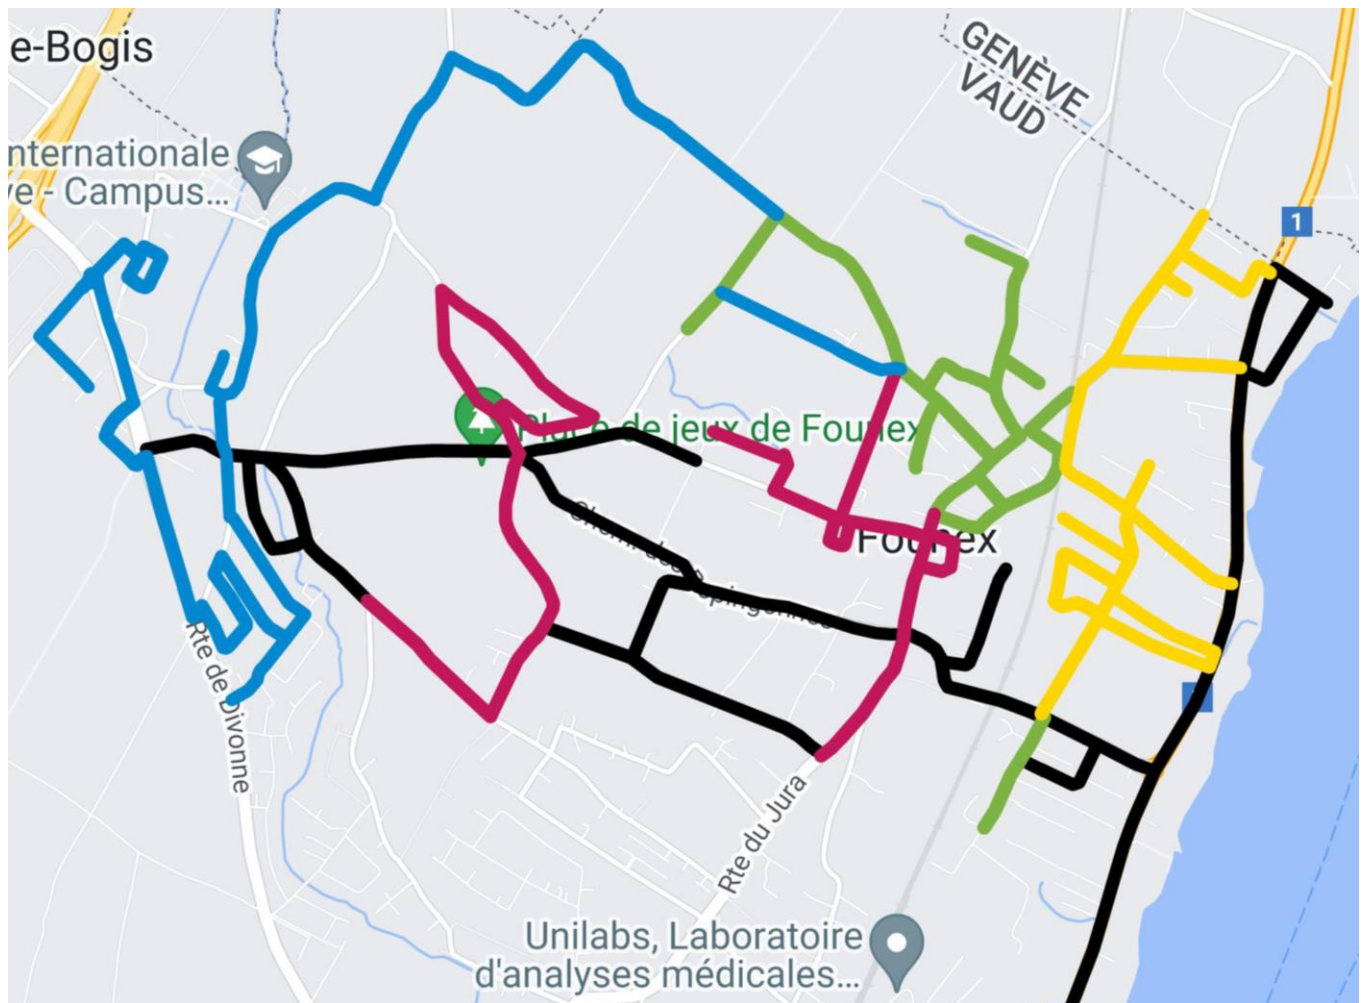 e-Bogis
GENÈVE
VAUD
nternationale
ve - Campus...
1
Place de jeux de Founex
Founex
Rte de Divonne
Rte du Jura
Unilabs, Laboratoire
d'analyses médicales...